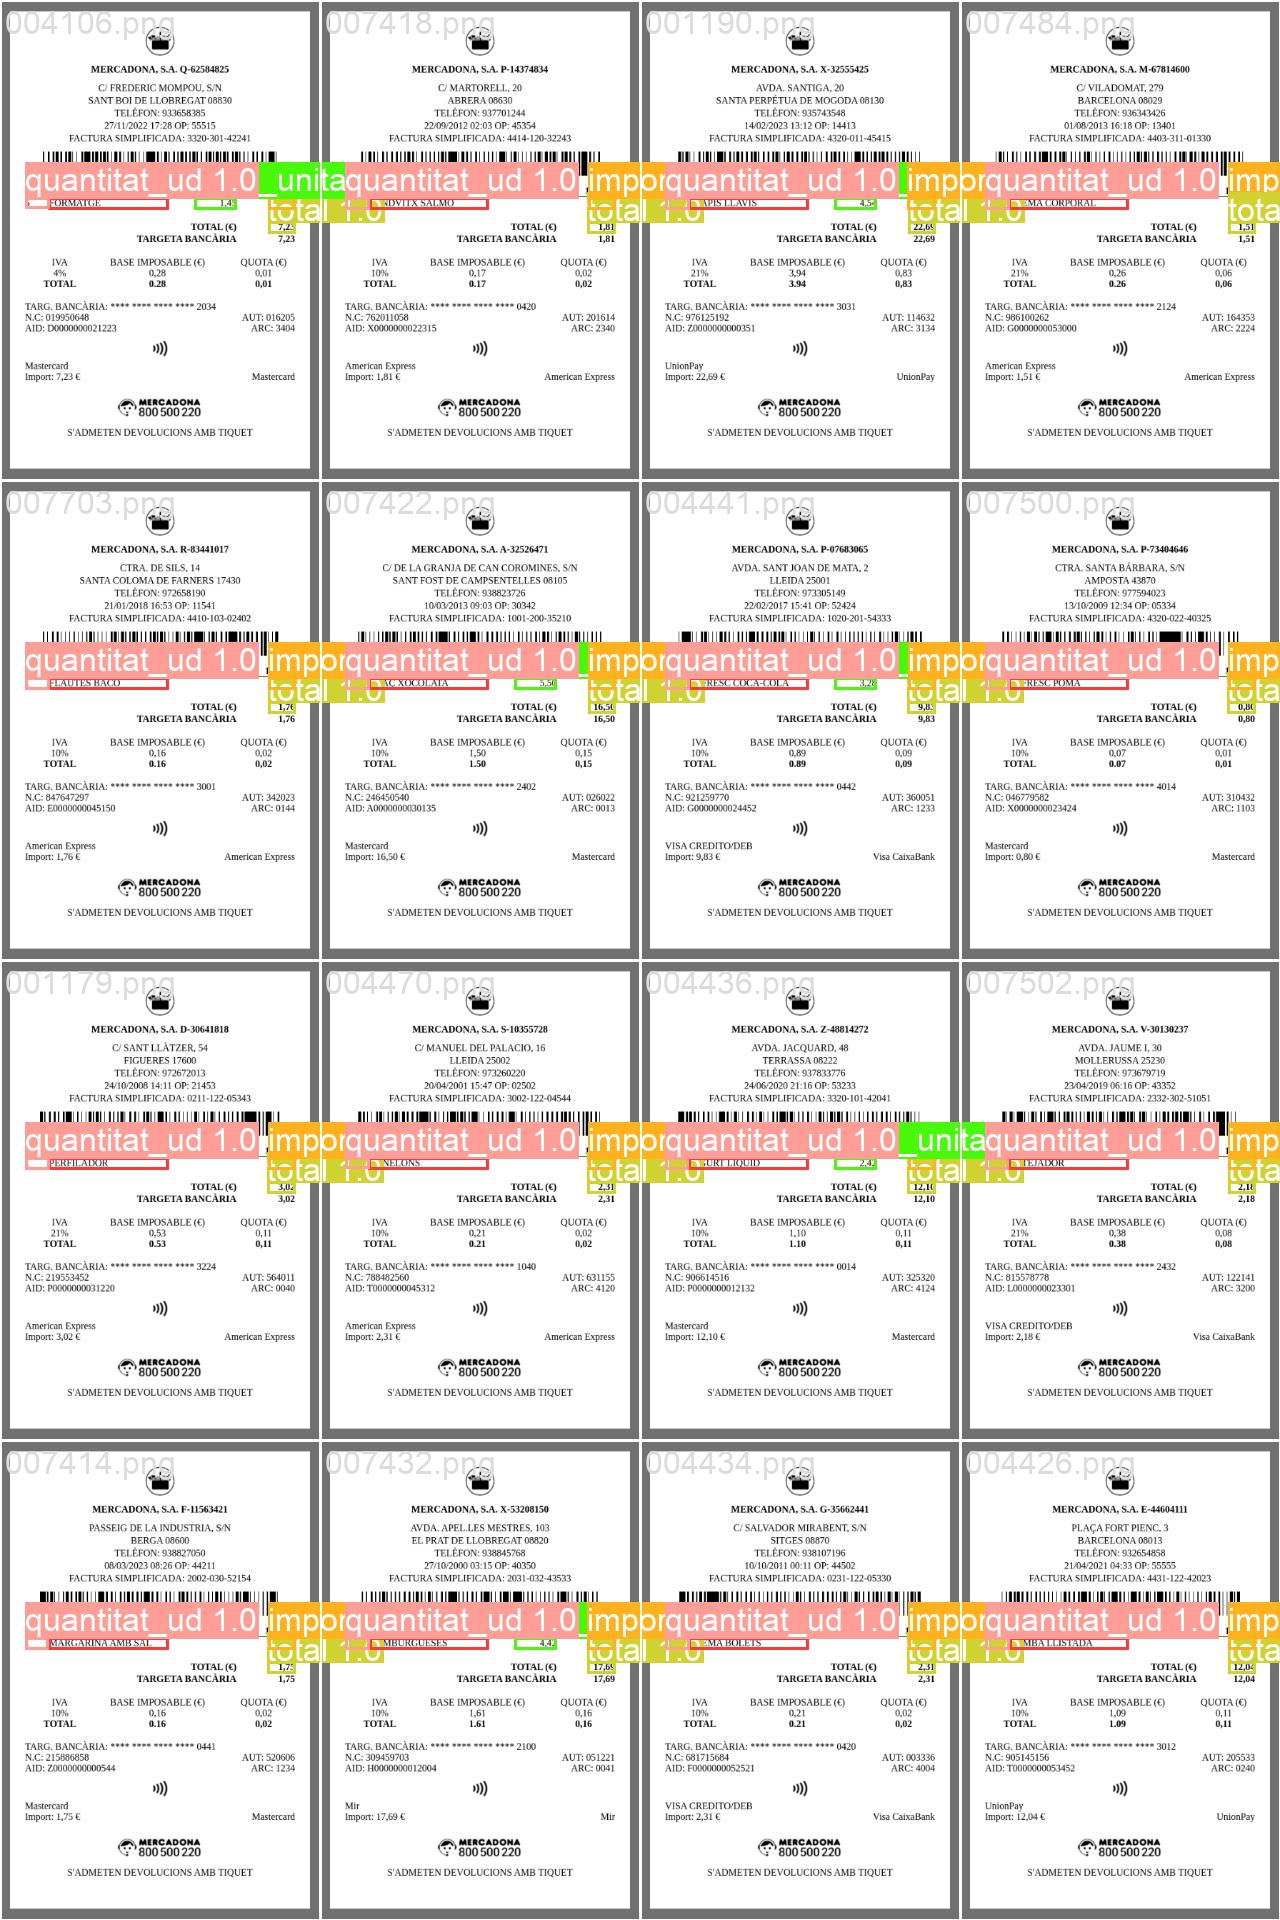 004106.png
MERCADONA, S.A. Q-62584825
C/ FREDERIC MOMPOU, S/N
SANT BOI DE LLOBREGAT 08830
TELÈFON: 933658385
27/11/2022 17:28 OP: 55515
FACTURA SIMPLIFICADA: 3320-301-42241
quantitat_ud 1.0
FORMATGE 1,45
total 1.0
TOTAL (€) 7,23
TARGETA BANCÀRIA 7,23
IVA BASE IMPOSABLE (€) QUOTA (€)
4% 0,28 0,01
TOTAL 0.28 0,01
TARG. BANCÀRIA: **** **** **** **** 2034
N.C: 019950648 AUT: 016205
AID: D0000000021223 ARC: 3404
Mastercard
Import: 7,23 € Mastercard
MERCADONA
800 500 220
S'ADMETEN DEVOLUCIONS AMB TIQUET
007418.png
MERCADONA, S.A. P-14374834
C/ MARTORELL, 20
ABRERA 08630
TELÈFON: 937701244
22/09/2012 02:03 OP: 45354
FACTURA SIMPLIFICADA: 4414-120-32243
quantitat_ud 1.0
total 1.0
TOTAL (€) 1,81
TARGETA BANCÀRIA 1,81
IVA BASE IMPOSABLE (€) QUOTA (€)
10% 0,17 0,02
TOTAL 0.17 0,02
TARG. BANCÀRIA: **** **** **** **** 0420
N.C: 762011058 AUT: 201614
AID: X0000000022315 ARC: 2340
American Express
Import: 1,81 € American Express
MERCADONA
800 500 220
S'ADMETEN DEVOLUCIONS AMB TIQUET
001190.png
MERCADONA, S.A. X-32555425
AVDA. SANTIGA, 20
SANTA PERPÉTUA DE MOGODA 08130
TELÈFON: 935743548
14/02/2023 13:12 OP: 14413
FACTURA SIMPLIFICADA: 4320-011-45415
quantitat_ud 1.0
total 1.0
TOTAL (€) 22,69
TARGETA BANCÀRIA 22,69
IVA BASE IMPOSABLE (€) QUOTA (€)
21% 3,94 0,83
TOTAL 3.94 0,83
TARG. BANCÀRIA: **** **** **** **** 3031
N.C: 976125192 AUT: 114632
AID: Z0000000000351 ARC: 3134
UnionPay
Import: 22,69 € UnionPay
MERCADONA
800 500 220
S'ADMETEN DEVOLUCIONS AMB TIQUET
007484.png
MERCADONA, S.A. M-67814600
C/ VILADOMAT, 279
BARCELONA 08029
TELÈFON: 936343426
01/08/2013 16:18 OP: 13401
FACTURA SIMPLIFICADA: 4403-311-01330
quantitat_ud 1.0
CORPORAL
TOTAL (€) 1,51
TARGETA BANCÀRIA 1,51
IVA BASE IMPOSABLE (€) QUOTA (€)
21% 0,26 0,06
TOTAL 0.26 0,06
TARG. BANCÀRIA: **** **** **** **** 2124
N.C: 986100262 AUT: 164353
AID: G0000000053000 ARC: 2224
American Express
Import: 1,51 € American Express
MERCADONA
800 500 220
S'ADMETEN DEVOLUCIONS AMB TIQUET
007703.png
MERCADONA, S.A. R-83441017
CTRA. DE SILS, 14
SANTA COLOMA DE FARNERS 17430
TELÈFON: 972658190
21/01/2018 16:53 OP: 11541
FACTURA SIMPLIFICADA: 4410-103-02402
quantitat_ud 1.0
FLAUTES BACO
total 1.0
TOTAL (€) 1,76
TARGETA BANCÀRIA 1,76
IVA BASE IMPOSABLE (€) QUOTA (€)
10% 0,16 0,02
TOTAL 0.16 0,02
TARG. BANCÀRIA: **** **** **** **** 3001
N.C: 847647297 AUT: 342023
AID: E0000000045150 ARC: 0144
American Express
Import: 1,76 € American Express
MERCADONA
800 500 220
S'ADMETEN DEVOLUCIONS AMB TIQUET
007422.png
MERCADONA, S.A. A-32526471
C/ DE LA GRANJA DE CAN COROMINES, S/N
SANT FOST DE CAMPSENTELLES 08105
TELÈFON: 938823726
10/03/2013 09:03 OP: 30342
FACTURA SIMPLIFICADA: 1001-200-35210
quantitat_ud 1.0
XOCOLATA 5,50
total 1.0
TOTAL (€) 16,50
TARGETA BANCÀRIA 16,50
IVA BASE IMPOSABLE (€) QUOTA (€)
10% 1,50 0,15
TOTAL 1.50 0,15
TARG. BANCÀRIA: **** **** **** **** 2402
N.C: 246450540 AUT: 026022
AID: A0000000030135 ARC: 0013
Mastercard
Import: 16,50 € Mastercard
MERCADONA
800 500 220
S'ADMETEN DEVOLUCIONS AMB TIQUET
004441.png
MERCADONA, S.A. P-07683065
AVDA. SANT JOAN DE MATA, 2
LLEIDA 25001
TELÈFON: 973305149
22/02/2017 15:41 OP: 52424
FACTURA SIMPLIFICADA: 1020-201-54333
quantitat_ud 1.0
COCA-COLA 3,28
total 1.0
TOTAL (€) 9,83
TARGETA BANCÀRIA 9,83
IVA BASE IMPOSABLE (€) QUOTA (€)
10% 0,89 0,09
TOTAL 0.89 0,09
TARG. BANCÀRIA: **** **** **** **** 0442
N.C: 921259770 AUT: 360051
AID: G0000000024452 ARC: 1233
VISA CREDITO/DEB
Import: 9,83 € Visa CaixaBank
MERCADONA
800 500 220
S'ADMETEN DEVOLUCIONS AMB TIQUET
007500.png
MERCADONA, S.A. P-73404646
CTRA. SANTA BÁRBARA, S/N
AMPOSTA 43870
TELÈFON: 977594023
13/10/2009 12:34 OP: 05334
FACTURA SIMPLIFICADA: 4320-022-40325
quantitat_ud 1.0
POMA
TOTAL (€) 0,80
TARGETA BANCÀRIA 0,80
IVA BASE IMPOSABLE (€) QUOTA (€)
10% 0,07 0,01
TOTAL 0.07 0,01
TARG. BANCÀRIA: **** **** **** **** 4014
N.C: 046779582 AUT: 310432
AID: X0000000023424 ARC: 1103
Mastercard
Import: 0,80 € Mastercard
MERCADONA
800 500 220
S'ADMETEN DEVOLUCIONS AMB TIQUET
001179.png
MERCADONA, S.A. D-30641818
C/ SANT LLÀTZER, 54
FIGUERES 17600
TELÈFON: 972672013
24/10/2008 14:11 OP: 21453
FACTURA SIMPLIFICADA: 0211-122-05343
quantitat_ud 1.0
PERFILADOR
total 1.0
TOTAL (€) 3,02
TARGETA BANCÀRIA 3,02
IVA BASE IMPOSABLE (€) QUOTA (€)
21% 0,53 0,11
TOTAL 0.53 0,11
TARG. BANCÀRIA: **** **** **** **** 3224
N.C: 219553452 AUT: 564011
AID: P0000000031220 ARC: 0040
American Express
Import: 3,02 € American Express
MERCADONA
800 500 220
S'ADMETEN DEVOLUCIONS AMB TIQUET
004470.png
MERCADONA, S.A. S-10355728
C/ MANUEL DEL PALACIO, 16
LLEIDA 25002
TELÈFON: 973260220
20/04/2001 15:47 OP: 02502
FACTURA SIMPLIFICADA: 3002-122-04544
quantitat_ud 1.0
total 1.0
TOTAL (€) 2,31
TARGETA BANCÀRIA 2,31
IVA BASE IMPOSABLE (€) QUOTA (€)
10% 0,21 0,02
TOTAL 0.21 0,02
TARG. BANCÀRIA: **** **** **** **** 1040
N.C: 788482560 AUT: 631155
AID: T0000000045312 ARC: 4120
American Express
Import: 2,31 € American Express
MERCADONA
800 500 220
S'ADMETEN DEVOLUCIONS AMB TIQUET
004436.png
MERCADONA, S.A. Z-48814272
AVDA. JACQUARD, 48
TERRASSA 08222
TELÈFON: 937833776
24/06/2020 21:16 OP: 53233
FACTURA SIMPLIFICADA: 3320-101-42041
quantitat_ud 1.0
LIQUID 2,42
total 1.0
TOTAL (€) 12,10
TARGETA BANCÀRIA 12,10
IVA BASE IMPOSABLE (€) QUOTA (€)
10% 1,10 0,11
TOTAL 1.10 0,11
TARG. BANCÀRIA: **** **** **** **** 0014
N.C: 906614516 AUT: 325320
AID: P0000000012132 ARC: 4124
Mastercard
Import: 12,10 € Mastercard
MERCADONA
800 500 220
S'ADMETEN DEVOLUCIONS AMB TIQUET
007502.png
MERCADONA, S.A. V-30130237
AVDA. JAUME I, 30
MOLLERUSSA 25230
TELÈFON: 973679719
23/04/2019 06:16 OP: 43352
FACTURA SIMPLIFICADA: 2332-302-51051
quantitat_ud 1.0
TOTAL (€) 2,18
TARGETA BANCÀRIA 2,18
IVA BASE IMPOSABLE (€) QUOTA (€)
21% 0,38 0,08
TOTAL 0.38 0,08
TARG. BANCÀRIA: **** **** **** **** 2432
N.C: 815578778 AUT: 122141
AID: L0000000023301 ARC: 3200
VISA CREDITO/DEB
Import: 2,18 € Visa CaixaBank
MERCADONA
800 500 220
S'ADMETEN DEVOLUCIONS AMB TIQUET
007414.png
MERCADONA, S.A. F-11563421
PASSEIG DE LA INDUSTRIA, S/N
BERGA 08600
TELÈFON: 938827050
08/03/2023 08:26 OP: 44211
FACTURA SIMPLIFICADA: 2002-030-52154
quantitat_ud 1.0
MARGARINA AMB SAL
total 1.0
TOTAL (€) 1,75
TARGETA BANCÀRIA 1,75
IVA BASE IMPOSABLE (€) QUOTA (€)
10% 0,16 0,02
TOTAL 0.16 0,02
TARG. BANCÀRIA: **** **** **** **** 0441
N.C: 215886858 AUT: 520606
AID: Z0000000000544 ARC: 1234
Mastercard
Import: 1,75 € Mastercard
MERCADONA
800 500 220
S'ADMETEN DEVOLUCIONS AMB TIQUET
007432.png
MERCADONA, S.A. X-53208150
AVDA. APEL.LES MESTRES, 103
EL PRAT DE LLOBREGAT 08820
TELÈFON: 938845768
27/10/2000 03:15 OP: 40350
FACTURA SIMPLIFICADA: 2031-032-43533
quantitat_ud 1.0
4,42
total 1.0
TOTAL (€) 17,69
TARGETA BANCÀRIA 17,69
IVA BASE IMPOSABLE (€) QUOTA (€)
10% 1,61 0,16
TOTAL 1.61 0,16
TARG. BANCÀRIA: **** **** **** **** 2100
N.C: 309459703 AUT: 051221
AID: H0000000012004 ARC: 0041
Mir
Import: 17,69 € Mir
MERCADONA
800 500 220
S'ADMETEN DEVOLUCIONS AMB TIQUET
004434.png
MERCADONA, S.A. G-35662441
C/ SALVADOR MIRABENT, S/N
SITGES 08870
TELÈFON: 938107196
10/10/2011 00:11 OP: 44502
FACTURA SIMPLIFICADA: 0231-122-05330
quantitat_ud 1.0
BOLETS
total 1.0
TOTAL (€) 2,31
TARGETA BANCÀRIA 2,31
IVA BASE IMPOSABLE (€) QUOTA (€)
10% 0,21 0,02
TOTAL 0.21 0,02
TARG. BANCÀRIA: **** **** **** **** 0420
N.C: 681715684 AUT: 003336
AID: F0000000052521 ARC: 4004
VISA CREDITO/DEB
Import: 2,31 € Visa CaixaBank
MERCADONA
800 500 220
S'ADMETEN DEVOLUCIONS AMB TIQUET
004426.png
MERCADONA, S.A. E-44604111
PLAÇA FORT PIENC, 3
BARCELONA 08013
TELÈFON: 932654858
21/04/2021 04:33 OP: 55555
FACTURA SIMPLIFICADA: 4431-122-42023
quantitat_ud 1.0
LLISTADA
TOTAL (€) 12,04
TARGETA BANCÀRIA 12,04
IVA BASE IMPOSABLE (€) QUOTA (€)
10% 1,09 0,11
TOTAL 1.09 0,11
TARG. BANCÀRIA: **** **** **** **** 3012
N.C: 905145156 AUT: 205533
AID: T0000000053452 ARC: 0240
UnionPay
Import: 12,04 € UnionPay
MERCADONA
800 500 220
S'ADMETEN DEVOLUCIONS AMB TIQUET